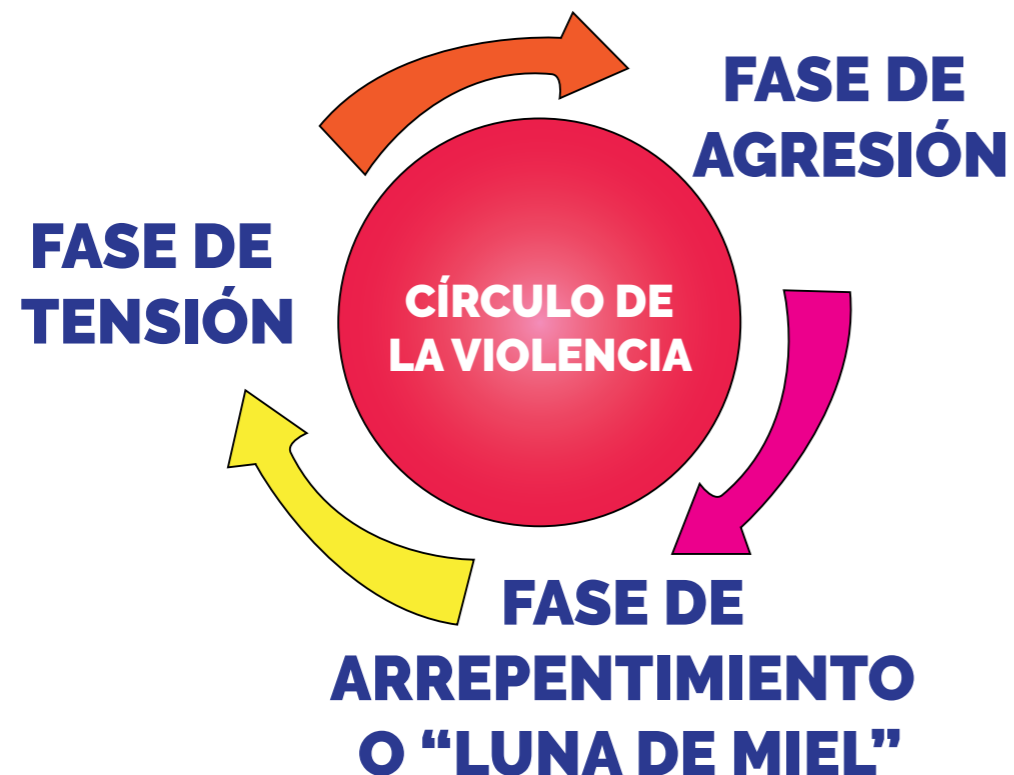 FASE DE
AGRESIÓN
FASE DE
TENSIÓN
CÍRCULO DE
LA VIOLENCIA
FASE DE
ARREPENTIMIENTO
O “LUNA DE MIEL”